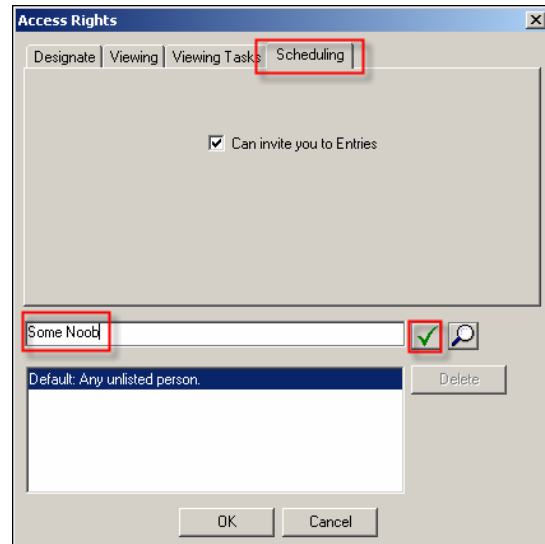 Access Rights
Designate Viewing Viewing Tasks Scheduling
Can invite you to Entries
Some Noob
Default: Any unlisted person.
Delete
OK Cancel